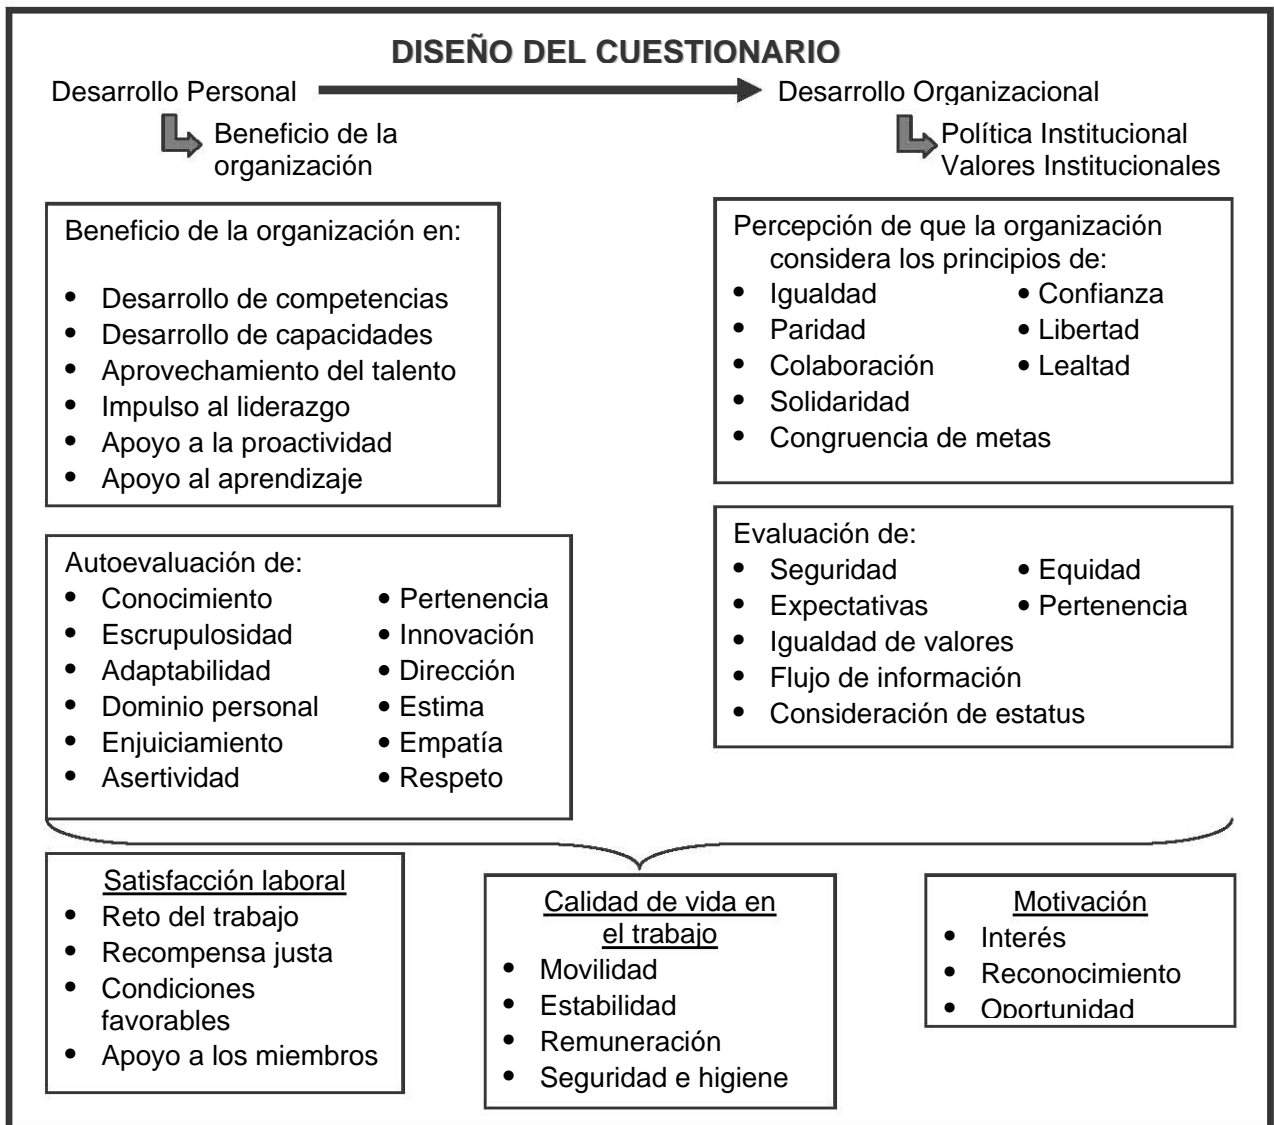 DISEÑO DEL CUESTIONARIO
Desarrollo Personal
Desarrollo Organizacional
Beneficio de la
organización
Política Institucional
Valores Institucionales
Beneficio de la organización en:
• Desarrollo de competencias
• Desarrollo de capacidades
• Aprovechamiento del talento
• Impulso al liderazgo
• Apoyo a la proactividad
• Apoyo al aprendizaje
Percepción de que la organización
considera los principios de:
• Igualdad • Confianza
• Paridad • Libertad
• Colaboración • Lealtad
• Solidaridad
• Congruencia de metas
Autoevaluación de:
• Conocimiento • Pertenencia
• Escrupulosidad • Innovación
• Adaptabilidad • Dirección
• Dominio personal • Estima
• Enjuiciamiento • Empatía
• Asertividad • Respeto
Evaluación de:
• Seguridad • Equidad
• Expectativas • Pertenencia
• Igualdad de valores
• Flujo de información
• Consideración de estatus
Satisfacción laboral
• Reto del trabajo
• Recompensa justa
• Condiciones
favorables
• Apoyo a los miembros
Calidad de vida en
el trabajo
• Movilidad
• Estabilidad
• Remuneración
• Seguridad e higiene
Motivación
• Interés
• Reconocimiento
• Oportunidad